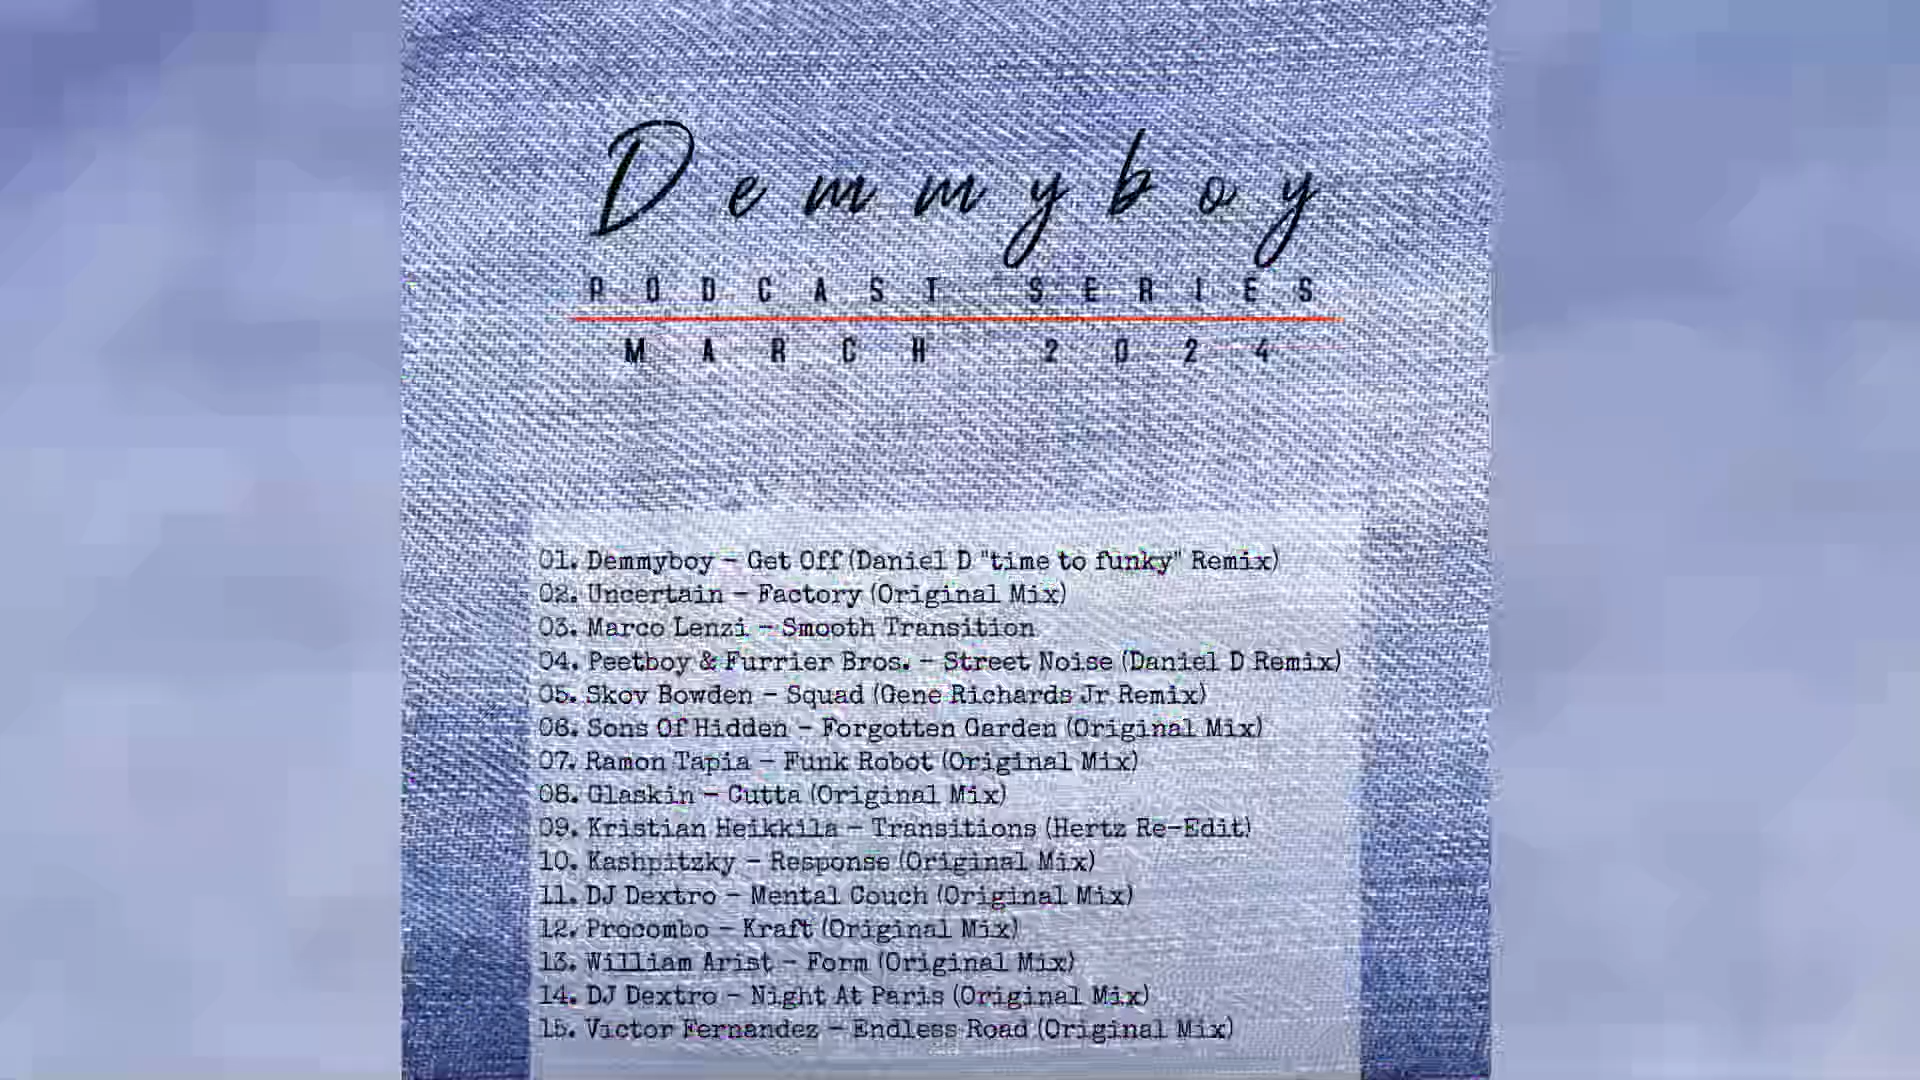 Demmyboy
PODCAST SERIES
MARCH 2024
01. Demmyboy - Get Off (Daniel D "time to funky" Remix)
02. Uncertain - Factory (Original Mix)
03. Marco Lenzi - Smooth Transition
04. Peetboy & Furrier Bros. - Street Noise (Daniel D Remix)
05. Skov Bowden - Squad (Gene Richards Jr Remix)
06. Sons Of Hidden - Forgotten Garden (Original Mix)
07. Ramon Tapia - Funk Robot (Original Mix)
08. Glaskin - Gutta (Original Mix)
09. Kristian Heikkila - Transitions (Hertz Re-Edit)
10. Kashpitzky - Response (Original Mix)
11. DJ Dextro - Mental Couch (Original Mix)
12. Procombo - Kraft (Original Mix)
13. William Arist - Form (Original Mix)
14. DJ Dextro - Night At Paris (Original Mix)
15. Victor Fernandez - Endless Road (Original Mix)